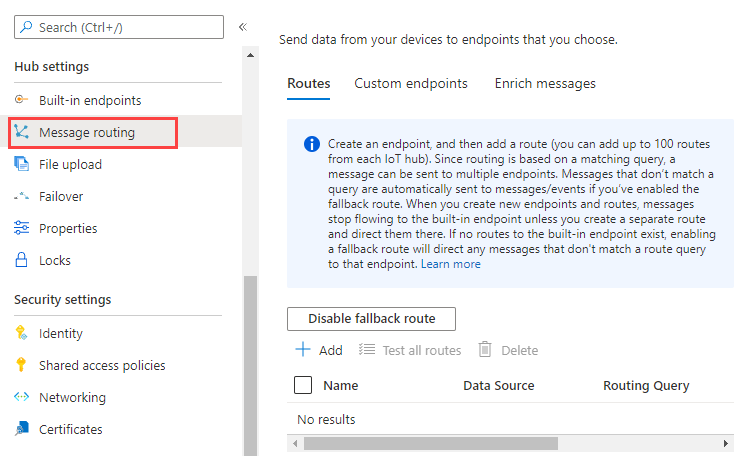 Search (Ctrl+/)
Hub settings
Built-in endpoints
Message routing
File upload
Failover
Properties
Locks
Security settings
Identity
Shared access policies
Networking
Certificates
Send data from your devices to endpoints that you choose.
Routes Custom endpoints Enrich messages
Create an endpoint, and then add a route (you can add up to 100 routes
from each IoT hub). Since routing is based on a matching query, a
message can be sent to multiple endpoints. Messages that don't match a
query are automatically sent to messages/events if you've enabled the
fallback route. When you create new endpoints and routes, messages
stop flowing to the built-in endpoint unless you create a separate route
and direct them there. If no routes to the built-in endpoint exist, enabling
a fallback route will direct any messages that don't match a route query
to that endpoint. Learn more
Disable fallback route
Add Test all routes Delete
Name Data Source Routing Query
No results